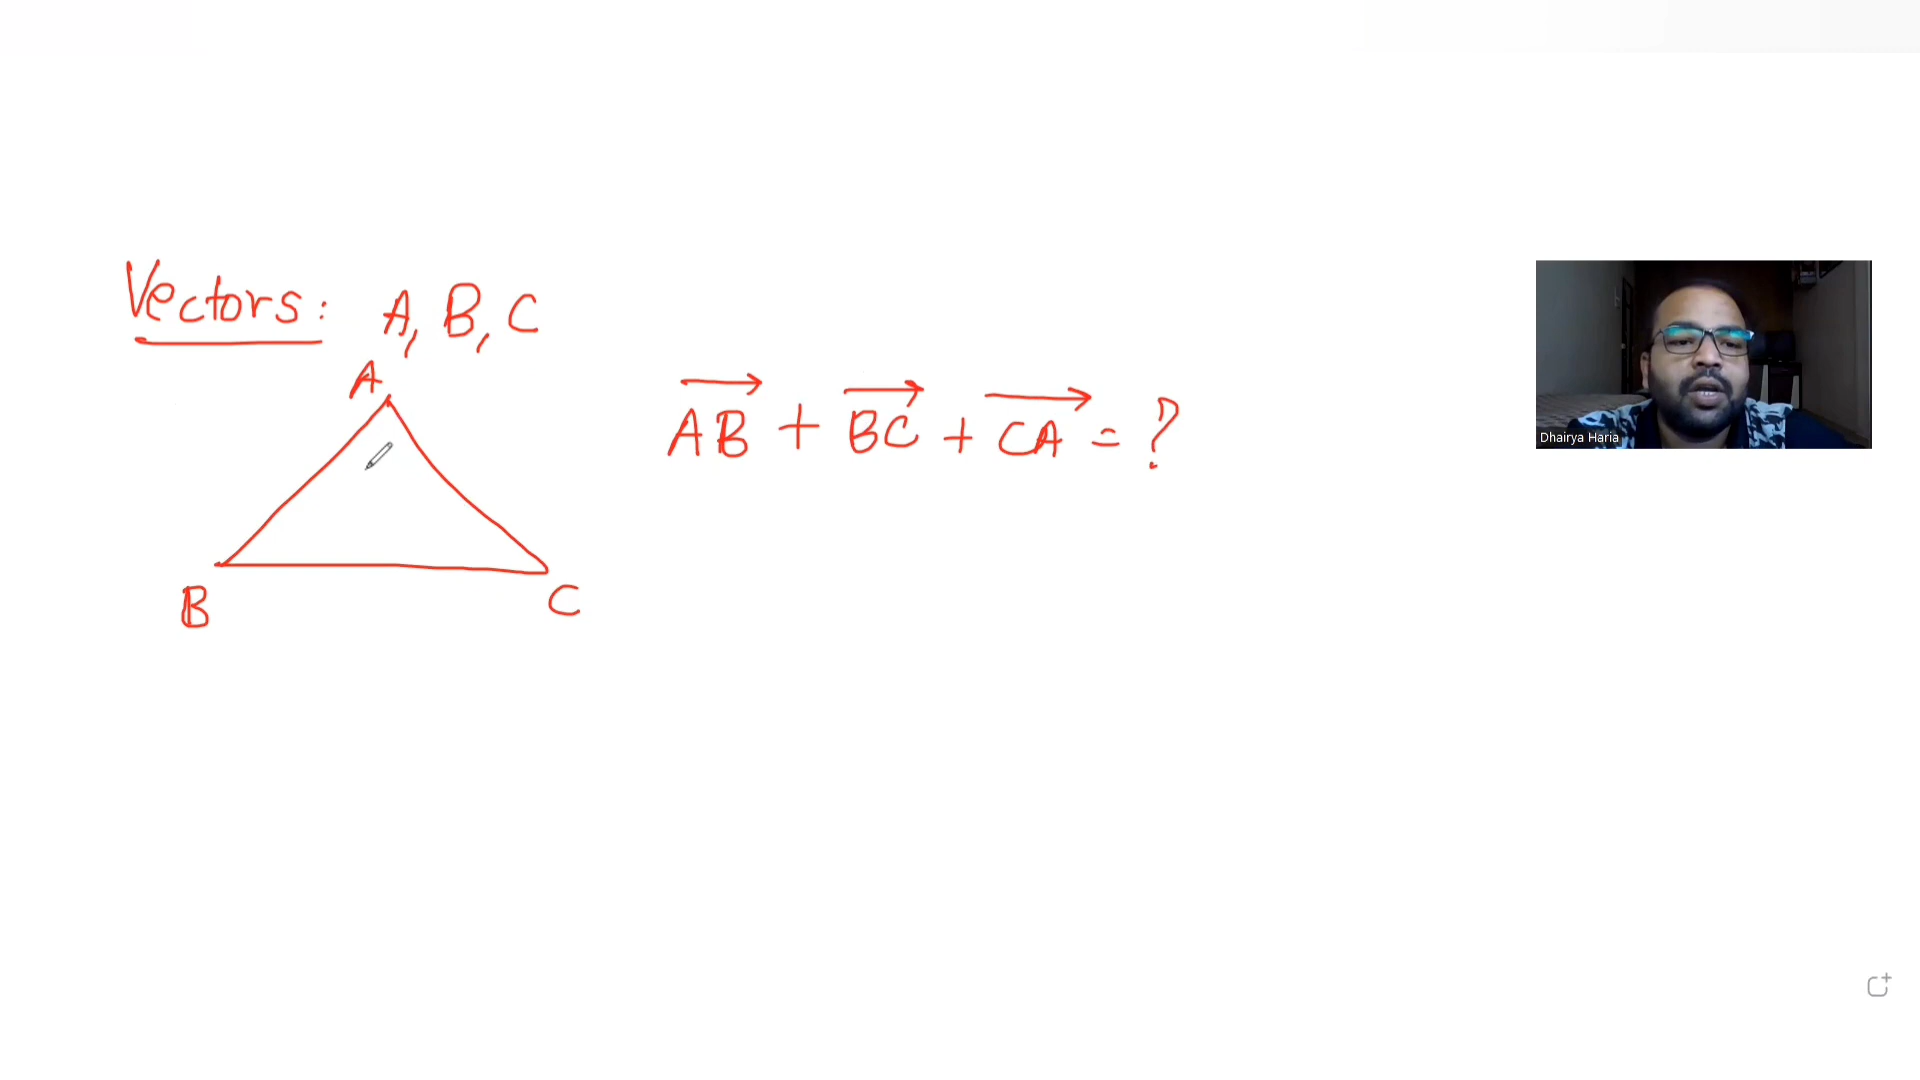 Vectors: A, B, C
A
AB + BC + CA = ?
B
C
Dhairya Haria